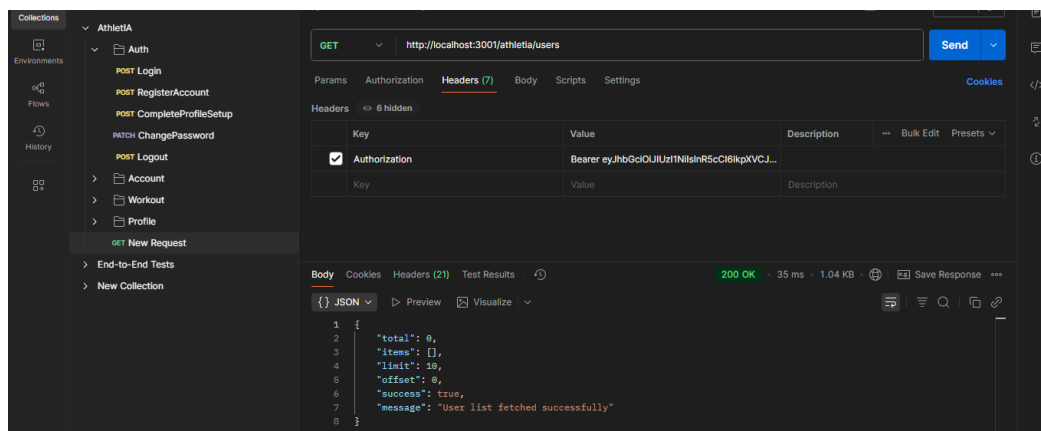 Collections
Environments
Flows
History
AthletIA
Auth
POST Login
POST RegisterAccount
POST CompleteProfileSetup
PATCH ChangePassword
POST Logout
Account
Workout
Profile
GET New Request
End-to-End Tests
New Collection
GET http://localhost:3001/athletia/users Send
Params Authorization Headers (7) Body Scripts Settings Cookies
Headers 6 hidden
Key Value Description Bulk Edit Presets
Authorization Bearer
Key Value Description
Body Cookies Headers (21) Test Results 200 OK 35 ms 1.04 KB Save Response
{} JSON Preview Visualize
1 {
2 "total": 0,
3 "items": [],
4 "limit": 10,
5 "offset": 0,
6 "success": true,
7 "message": "User list fetched successfully"
8 }